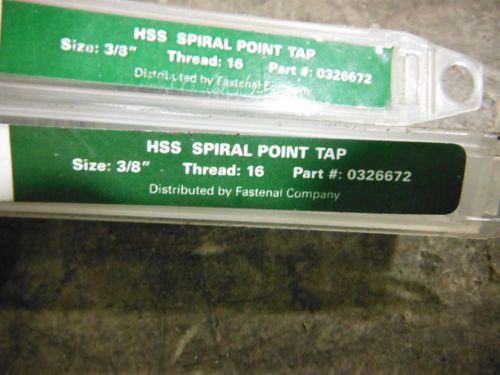 HSS SPIRAL POINT TAP
Size: 3/8" Thread: 16 Part #: 0326672
Distributed by Fastenal Company
HSS SPIRAL POINT TAP
Size: 3/8" Thread: 16 Part #: 0326672
Distributed by Fastenal Company